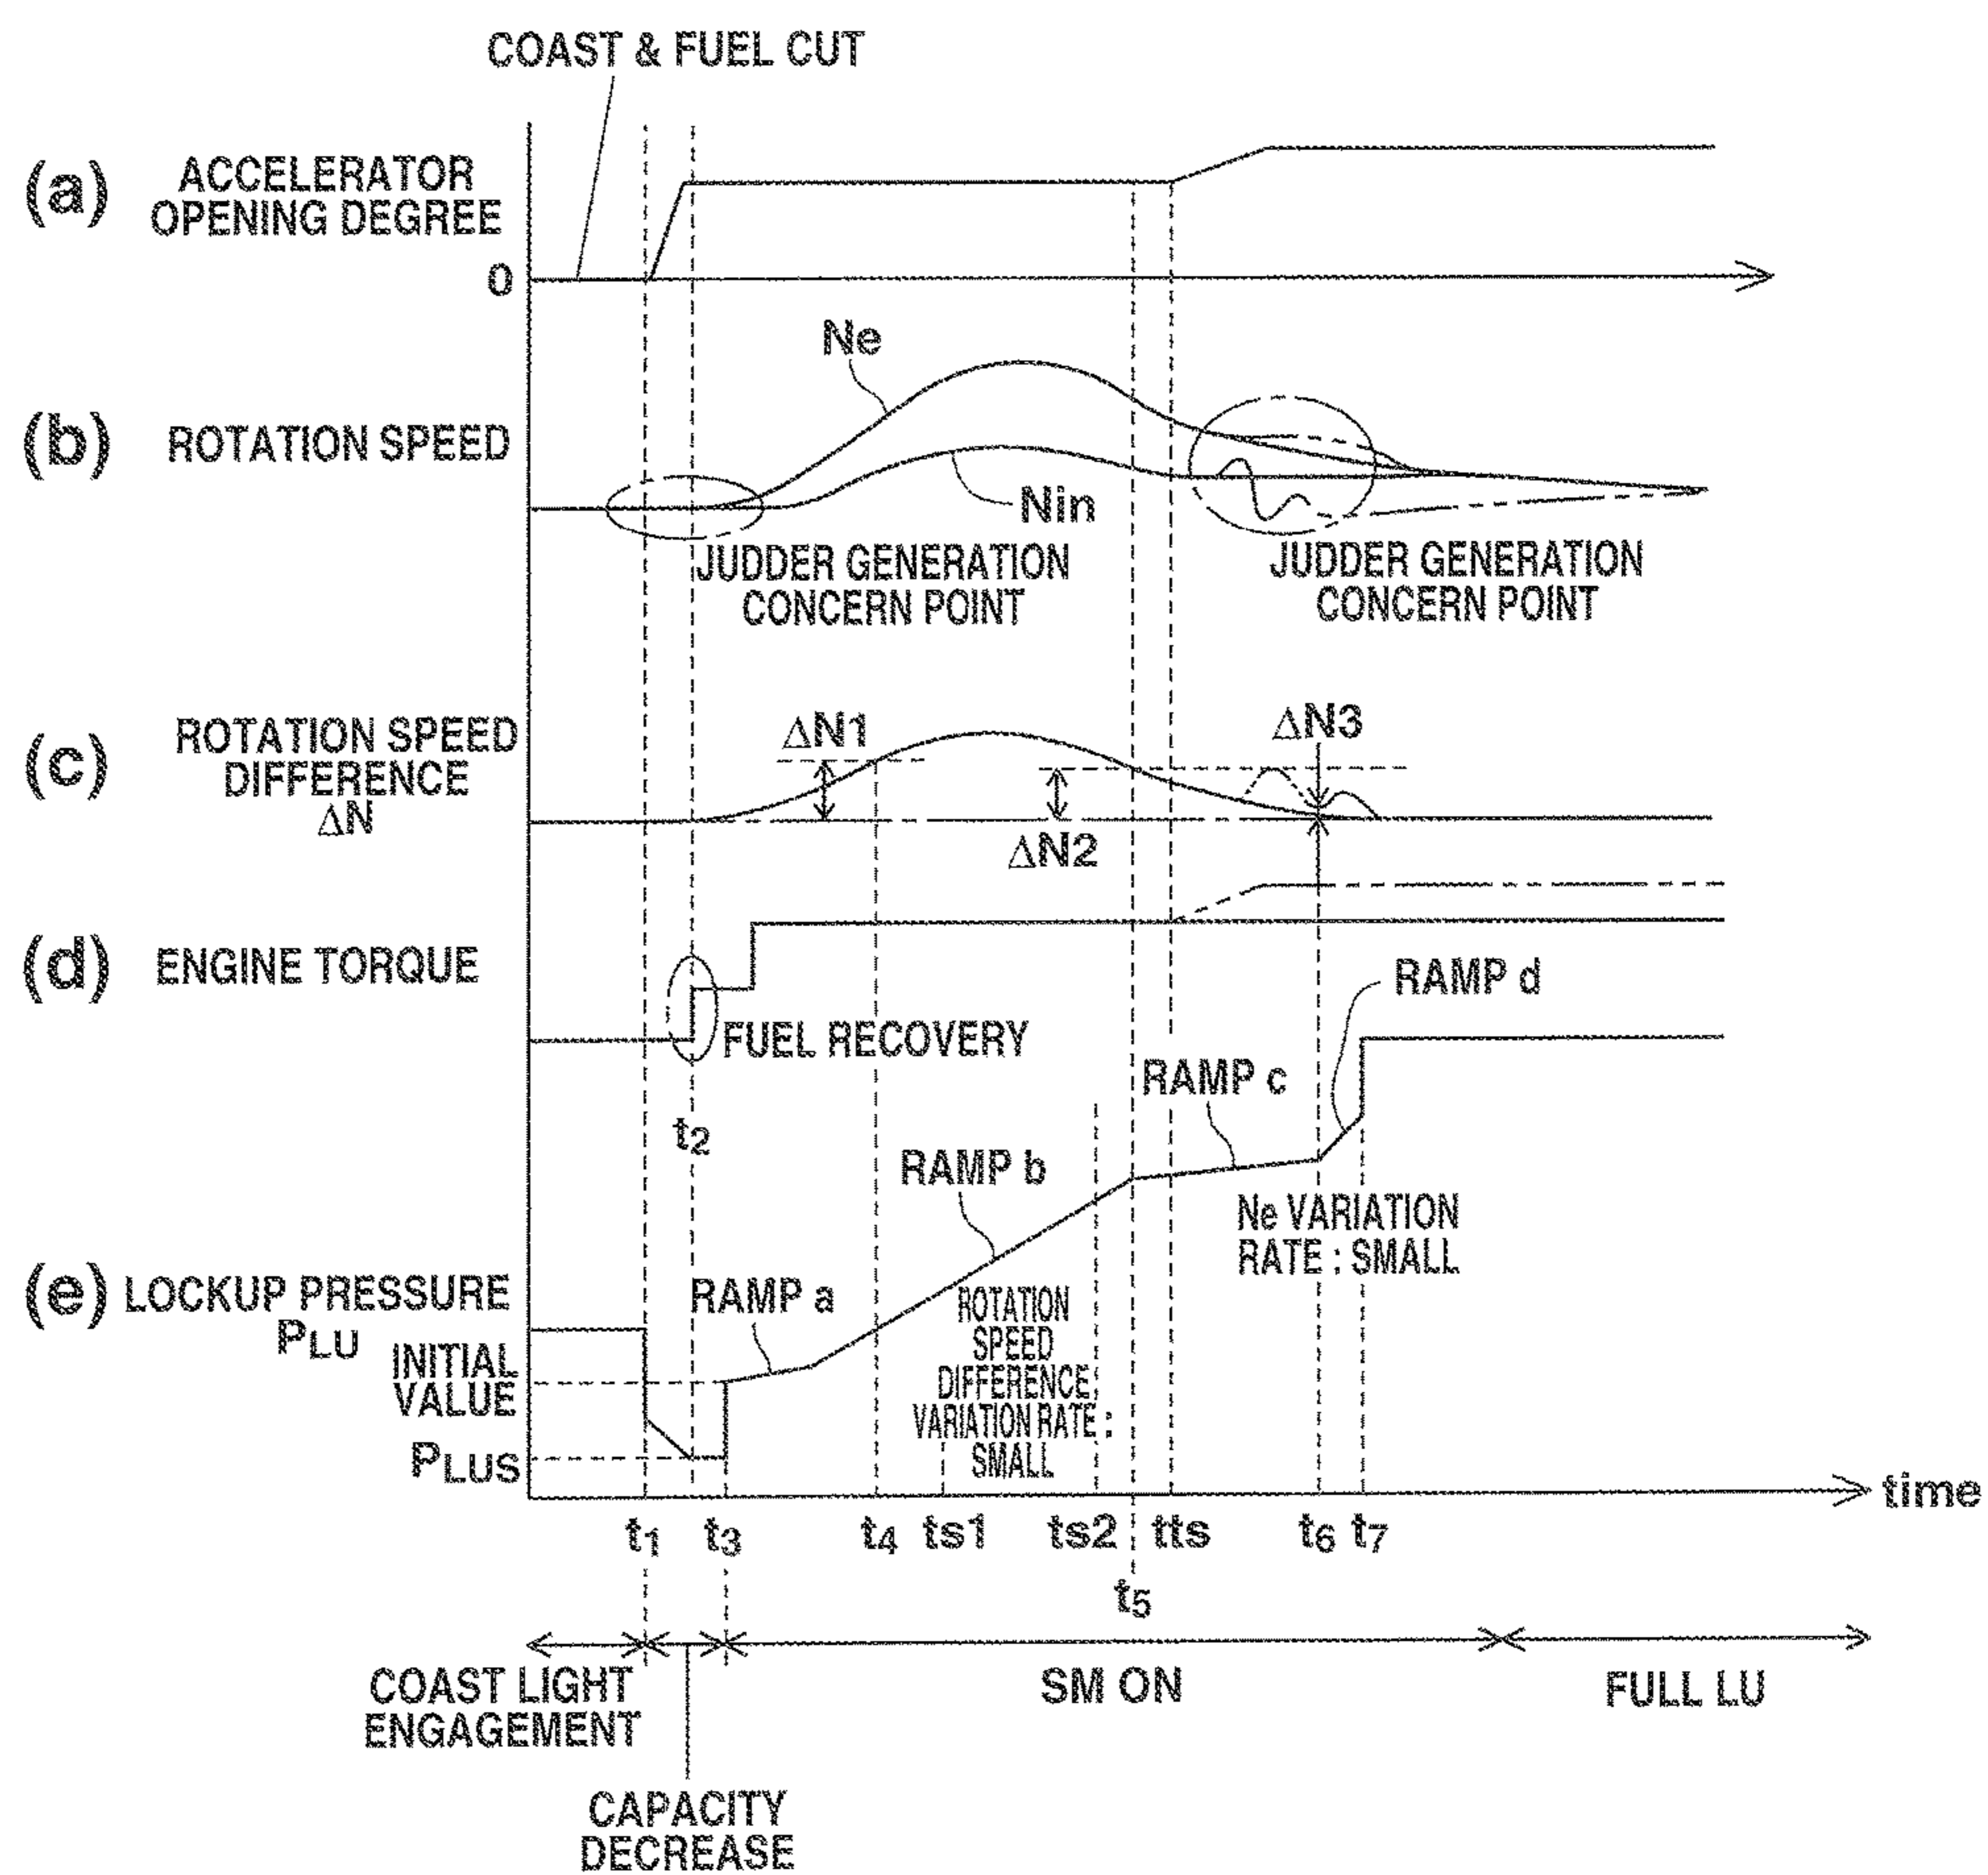 COAST & FUEL CUT
(a) ACCELERATOR
OPENING DEGREE
0
Ne
(b) ROTATION SPEED
Nin
JUDDER GENERATION
CONCERN POINT
JUDDER GENERATION
CONCERN POINT
(c) ROTATION SPEED
DIFFERENCE
ΔN
ΔN1
ΔN2
ΔN3
(d) ENGINE TORQUE
FUEL RECOVERY
t2
RAMP d
RAMP c
RAMP b
RAMP a
Ne VARIATION
RATE : SMALL
(e) LOCKUP PRESSURE
PLU
INITIAL
VALUE
PLUS
ROTATION
SPEED
DIFFERENCE
VARIATION RATE :
SMALL
time
t1 t3 t4 ts1 ts2 tts t6 t7
t5
COAST LIGHT
ENGAGEMENT
SM ON
FULL LU
CAPACITY
DECREASE